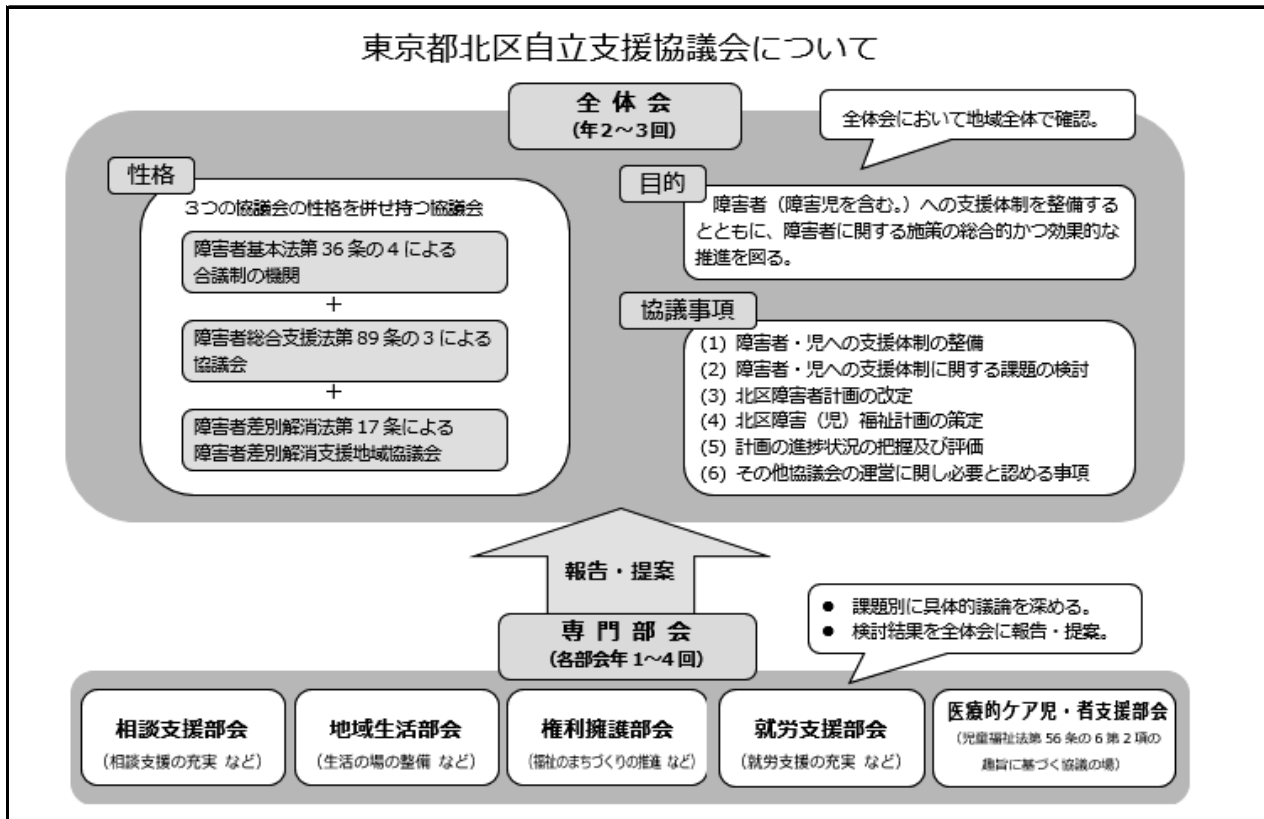 東京都北区自立支援協議会について
全体会
(年2～3回)
全体会において地域全体で確認。
性格
3つの協議会の性格を併せ持つ協議会
障害者基本法第36条の4による
合議制の機関
+
障害者総合支援法第89条の3による
協議会
+
障害者差別解消法第17条による
障害者差別解消支援地域協議会
目的
障害者（障害児を含む。）への支援体制を整備する
とともに、障害者に関する施策の総合的かつ効果的な
推進を図る。
協議事項
(1) 障害者・児への支援体制の整備
(2) 障害者・児への支援体制に関する課題の検討
(3) 北区障害者計画の改定
(4) 北区障害（児）福祉計画の策定
(5) 計画の進捗状況の把握及び評価
(6) その他協議会の運営に関し必要と認める事項
報告・提案
専門部会
(各部会年1～4回)
● 課題別に具体的議論を深める。
● 検討結果を全体会に報告・提案。
相談支援部会
(相談支援の充実 など)
地域生活部会
(生活の場の整備 など)
権利擁護部会
(福祉のまちづくりの推進 など)
就労支援部会
(就労支援の充実 など)
医療的ケア児・者支援部会
(児童福祉法第56条の6第2項の
趣旨に基づく協議の場)